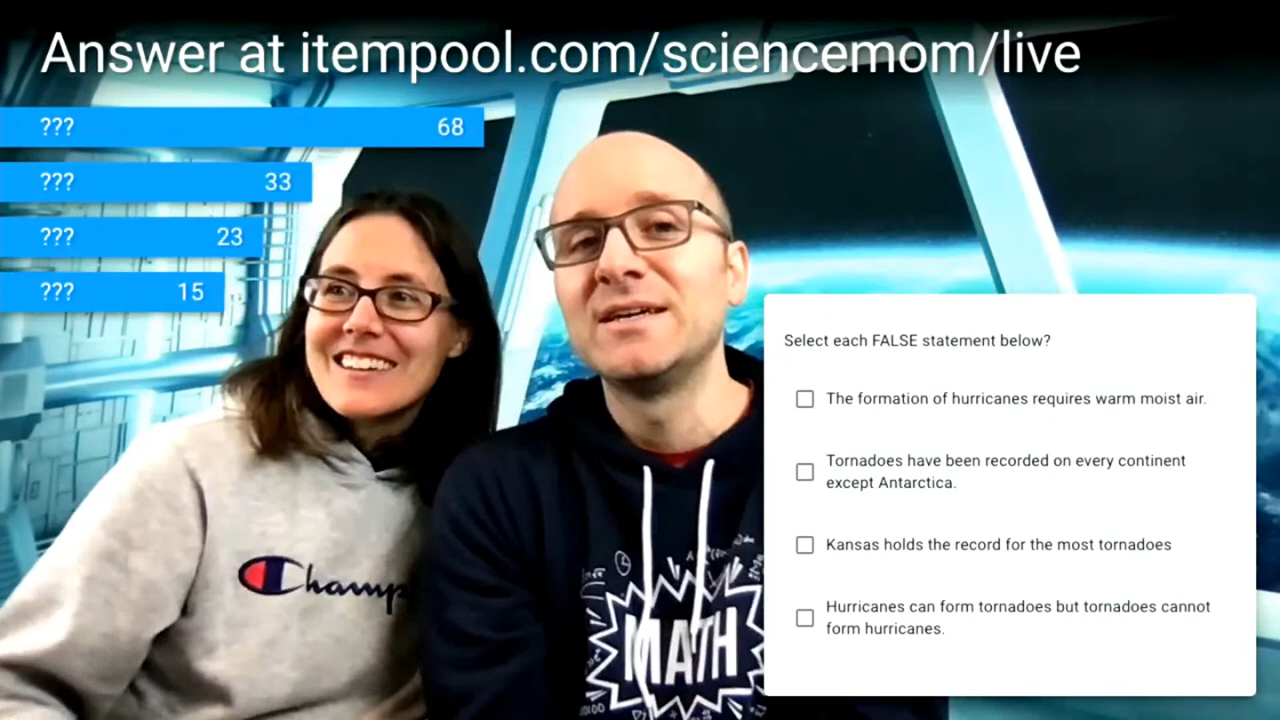 Answer at itempool.com/sciencemom/live
??? 68
??? 33
??? 23
??? 15
Select each FALSE statement below?
The formation of hurricanes requires warm moist air.
Tornadoes have been recorded on every continent
except Antarctica.
Kansas holds the record for the most tornadoes
Hurricanes can form tornadoes but tornadoes cannot
form hurricanes.
Champ
MATH